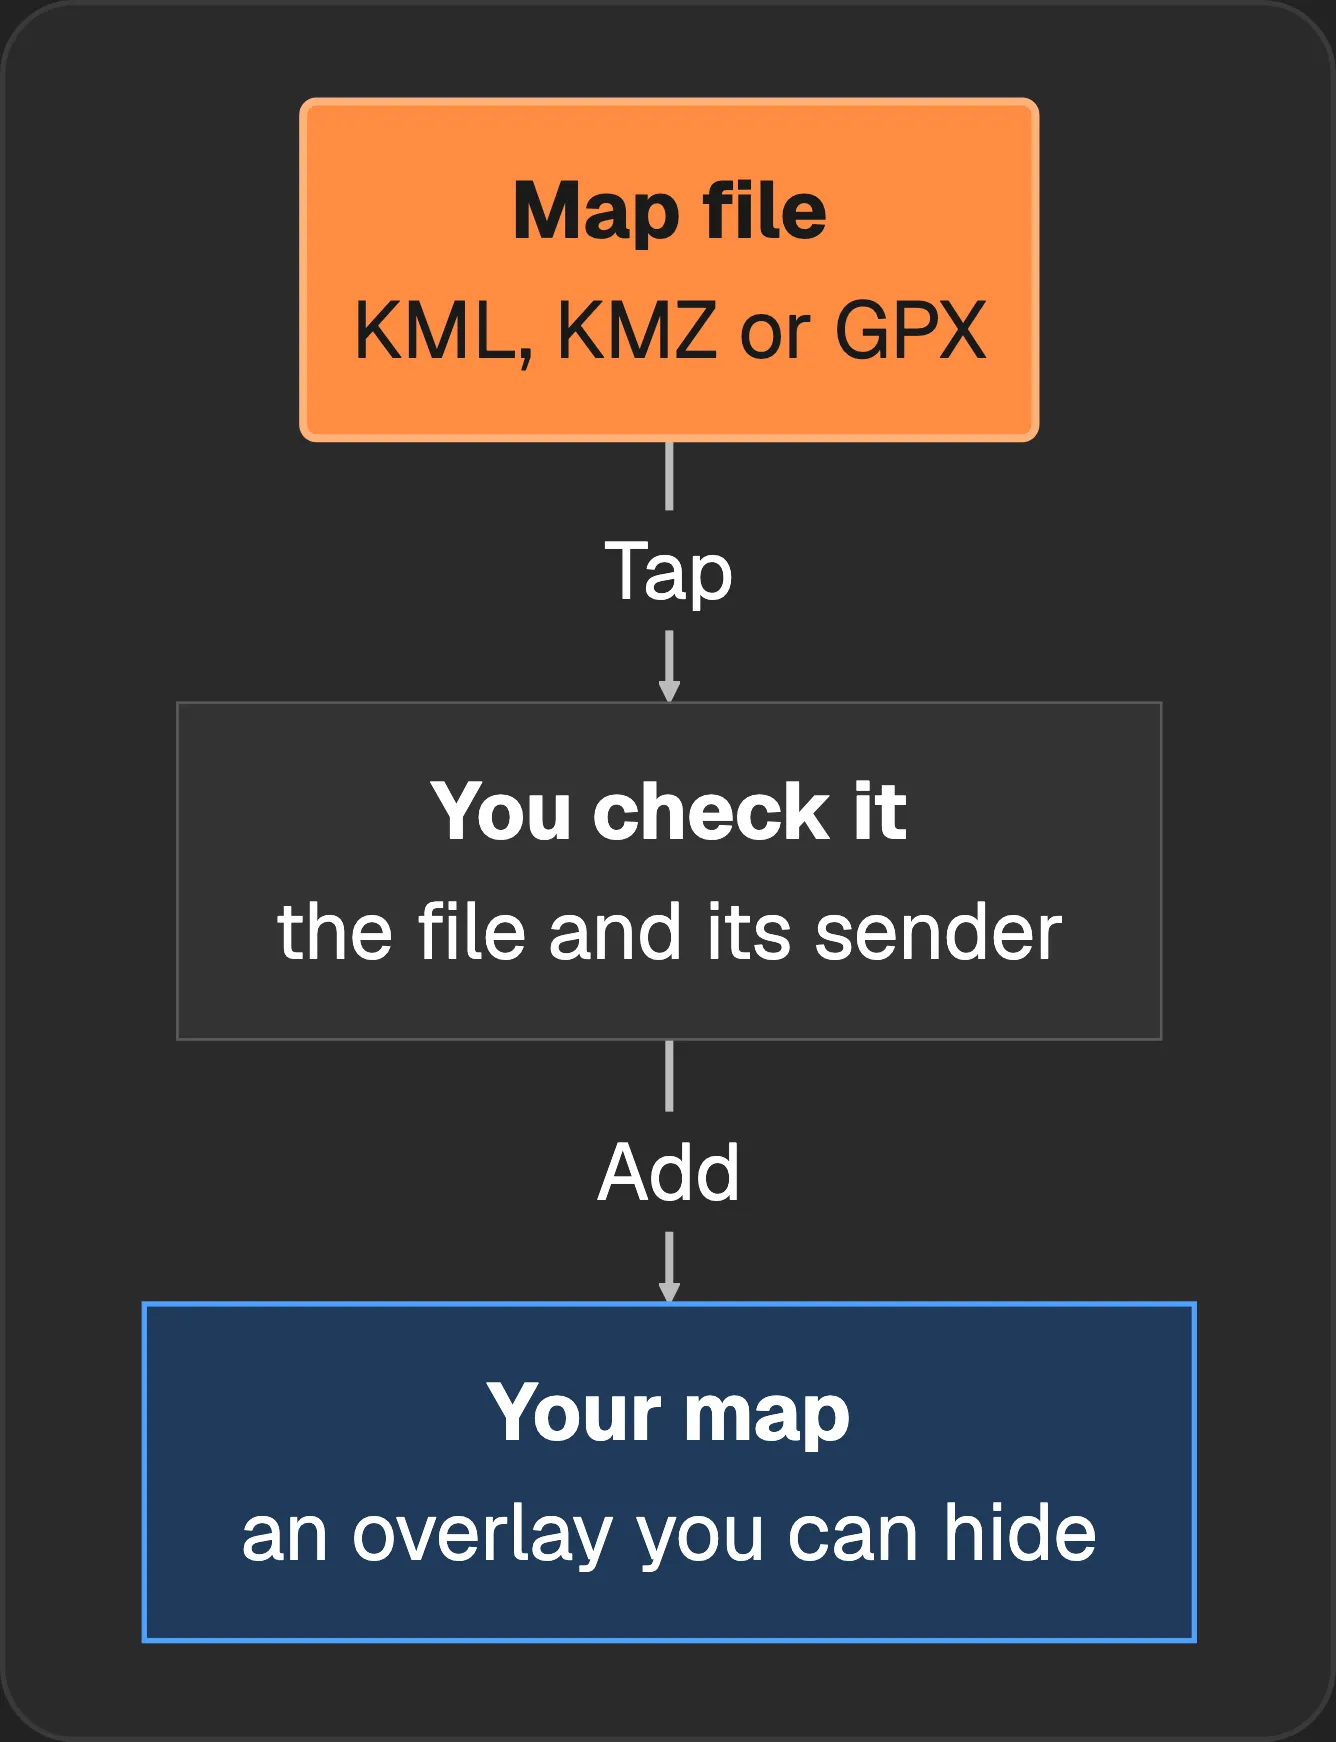 Map file
KML, KMZ or GPX
Tap
You check it
the file and its sender
Add
Your map
an overlay you can hide